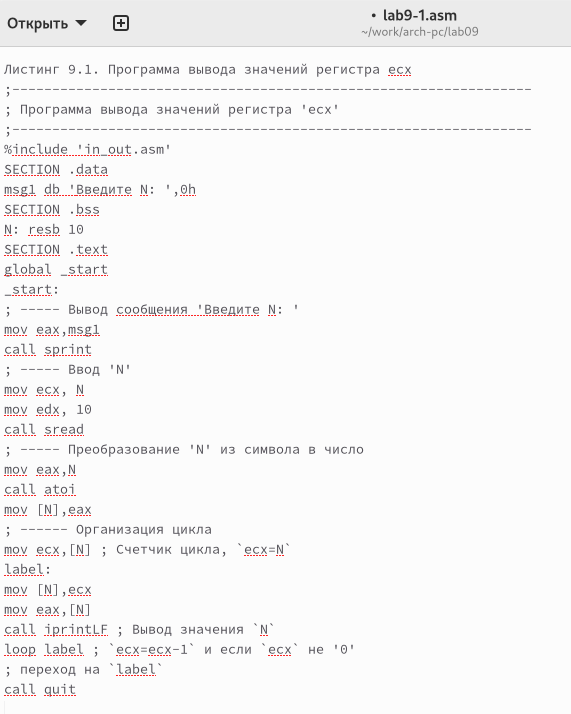 Открыть
• lab9-1.asm
~/work/arch-pc/lab09
Листинг 9.1. Программа вывода значений регистра ecx
;-----------------------------------------------------------------
; Программа вывода значений регистра 'ecx'
;-----------------------------------------------------------------
%include 'in_out.asm'
SECTION .data
msg1 db 'Введите N: ',0h
SECTION .bss
N: resb 10
SECTION .text
global _start
_start:
; ----- Вывод сообщения 'Введите N: '
mov eax,msg1
call sprint
; ----- Ввод 'N'
mov ecx, N
mov edx, 10
call sread
; ----- Преобразование 'N' из символа в число
mov eax,N
call atoi
mov [N],eax
; ------ Организация цикла
mov ecx,[N] ; Счетчик цикла, `ecx=N`
label:
mov [N],ecx
mov eax,[N]
call iprintLF ; Вывод значения `N`
loop label ; `ecx=ecx-1` и если `ecx` не '0'
; переход на `label`
call quit